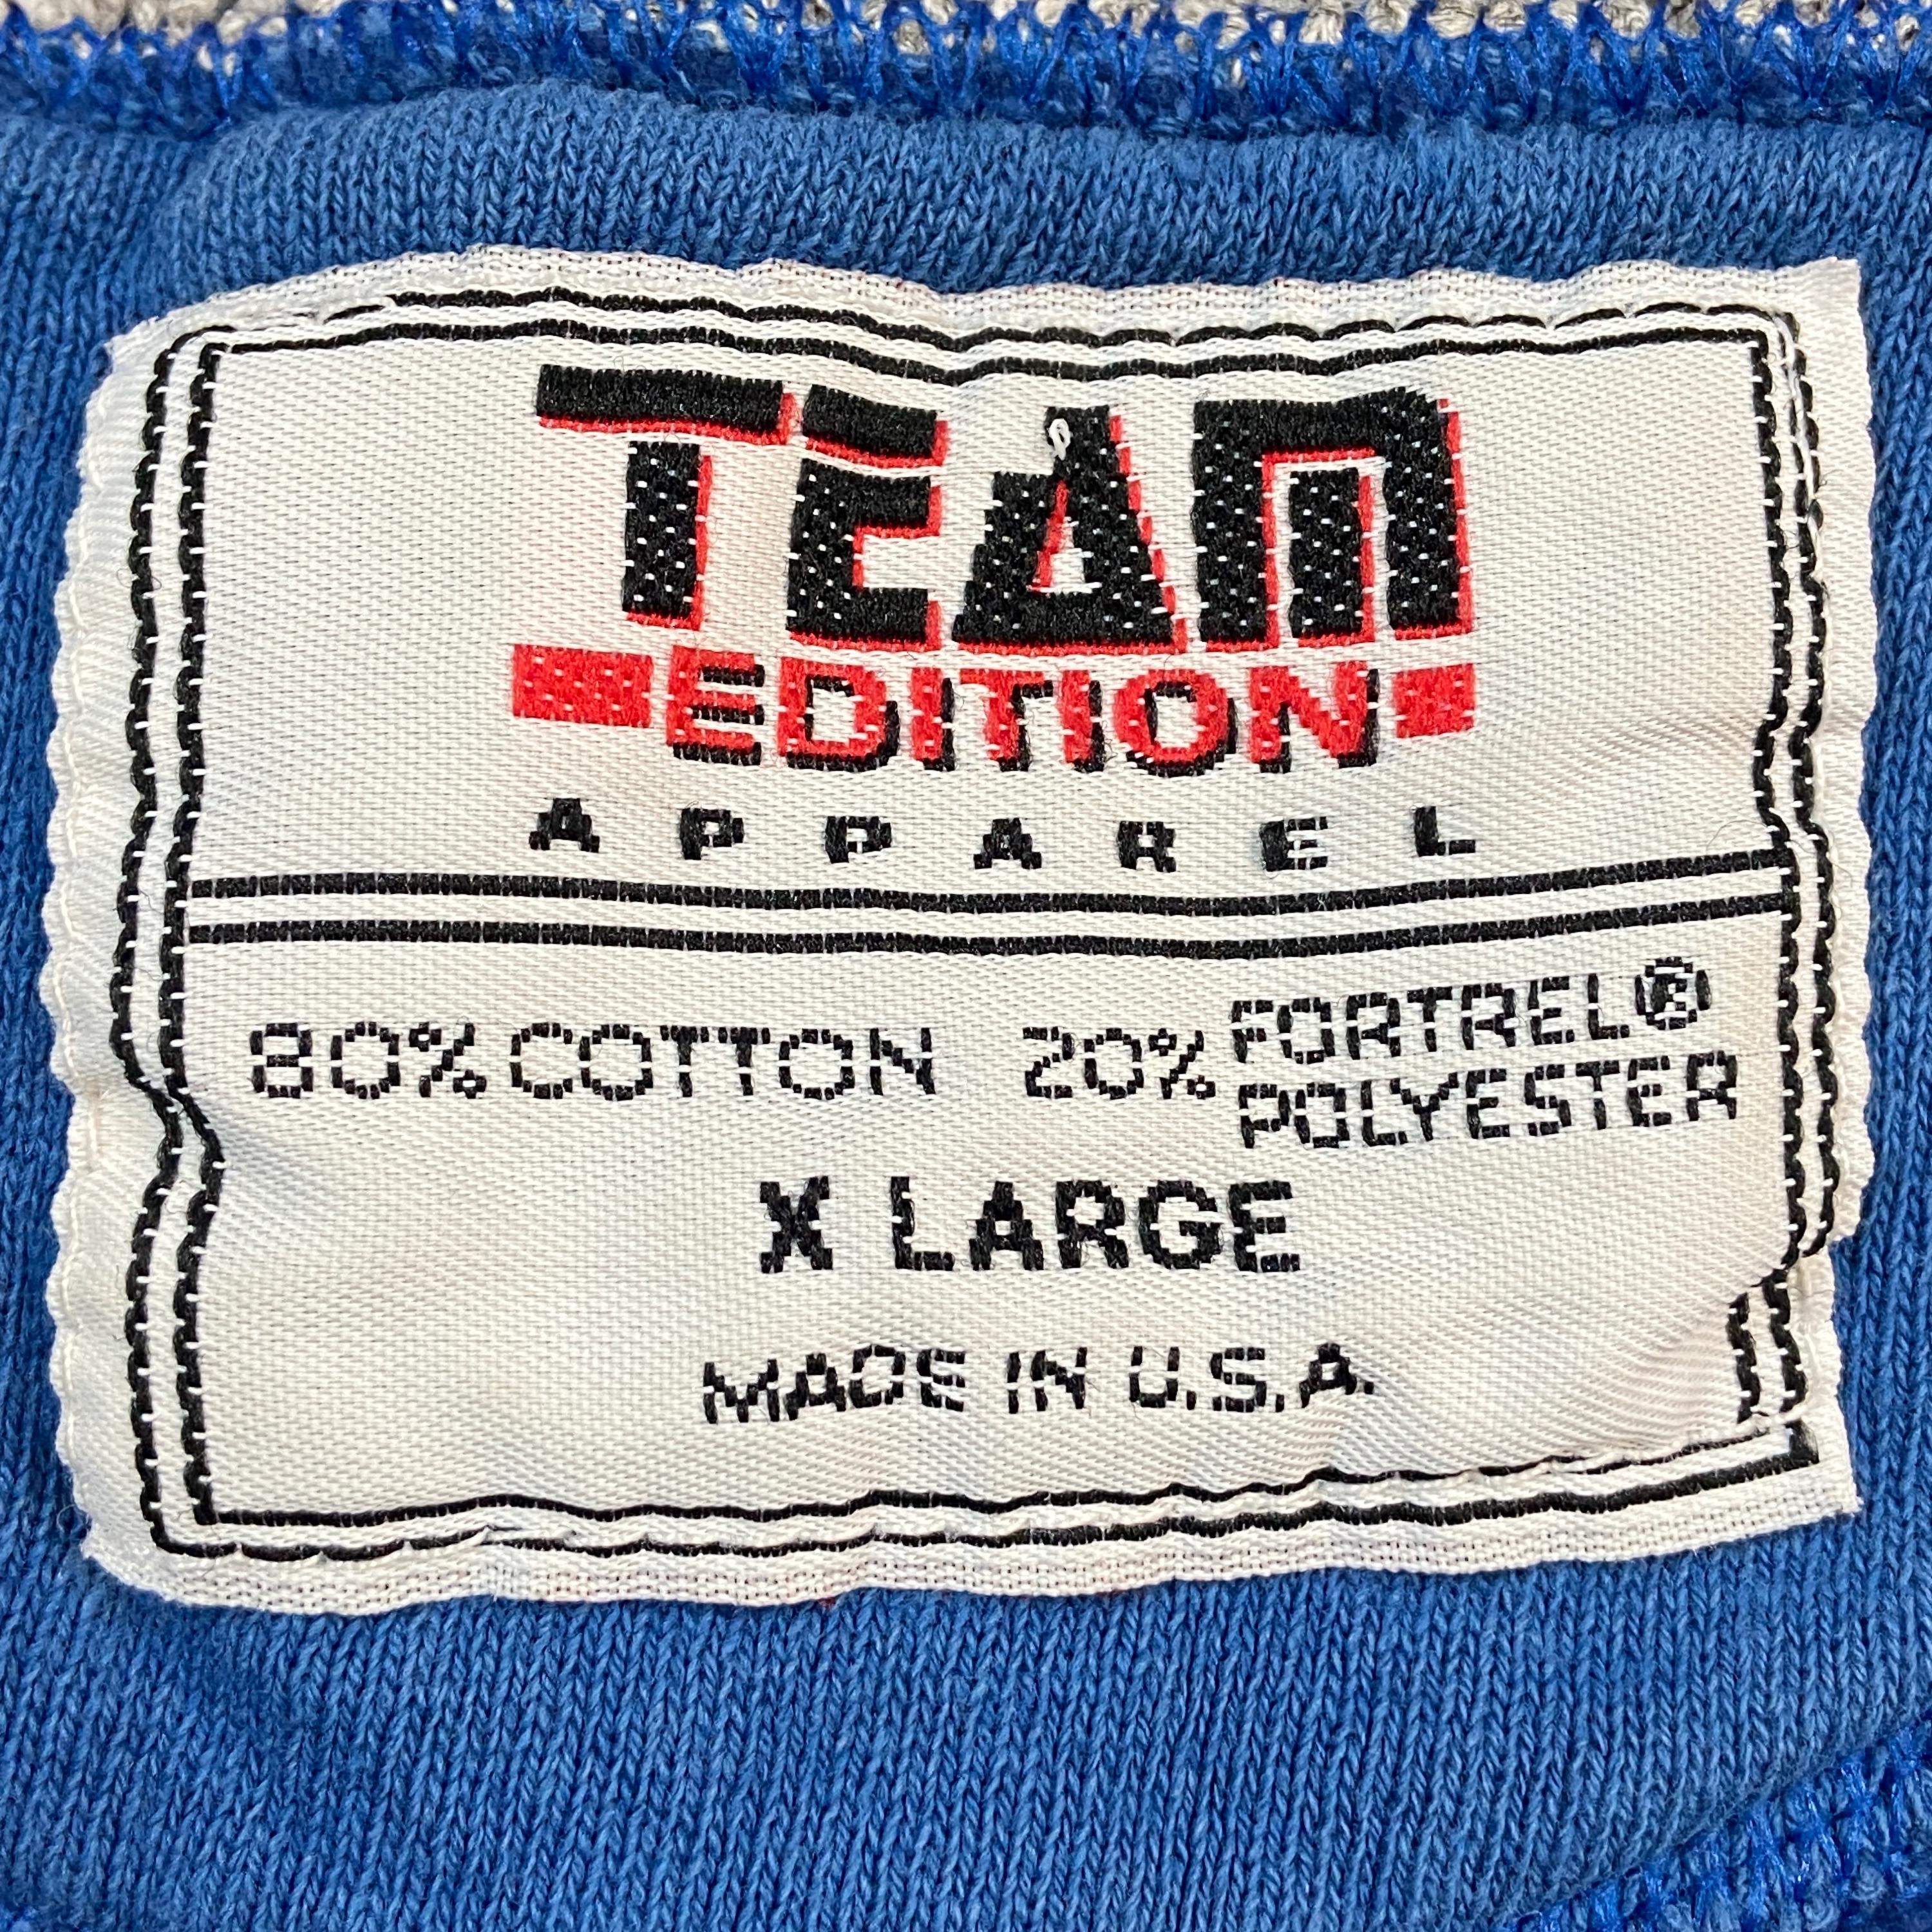 TEAM
EDITION
APPAREL
80% COTTON 20% FORTREL®
POLYESTER
X LARGE
MADE IN U.S.A.